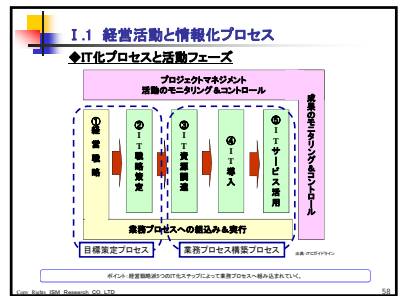 I.1 経営活動と情報化プロセス
◆IT化プロセスと活動フェーズ
プロジェクトマネジメント
活動のモニタリング&コントロール
成果のモニタリング&コントロール
①経営戦略
②IT戦略策定
③IT資源調達
④IT導入
⑤ITサービス活用
業務プロセスへの組込み&実行
目標策定プロセス
業務プロセス構築プロセス
出典:ITCガイドライン
ポイント:経営戦略派5つのIT化ステップによって業務プロセスへ組み込まれていく。
Copy Rights ISM Research CO. LTD
58